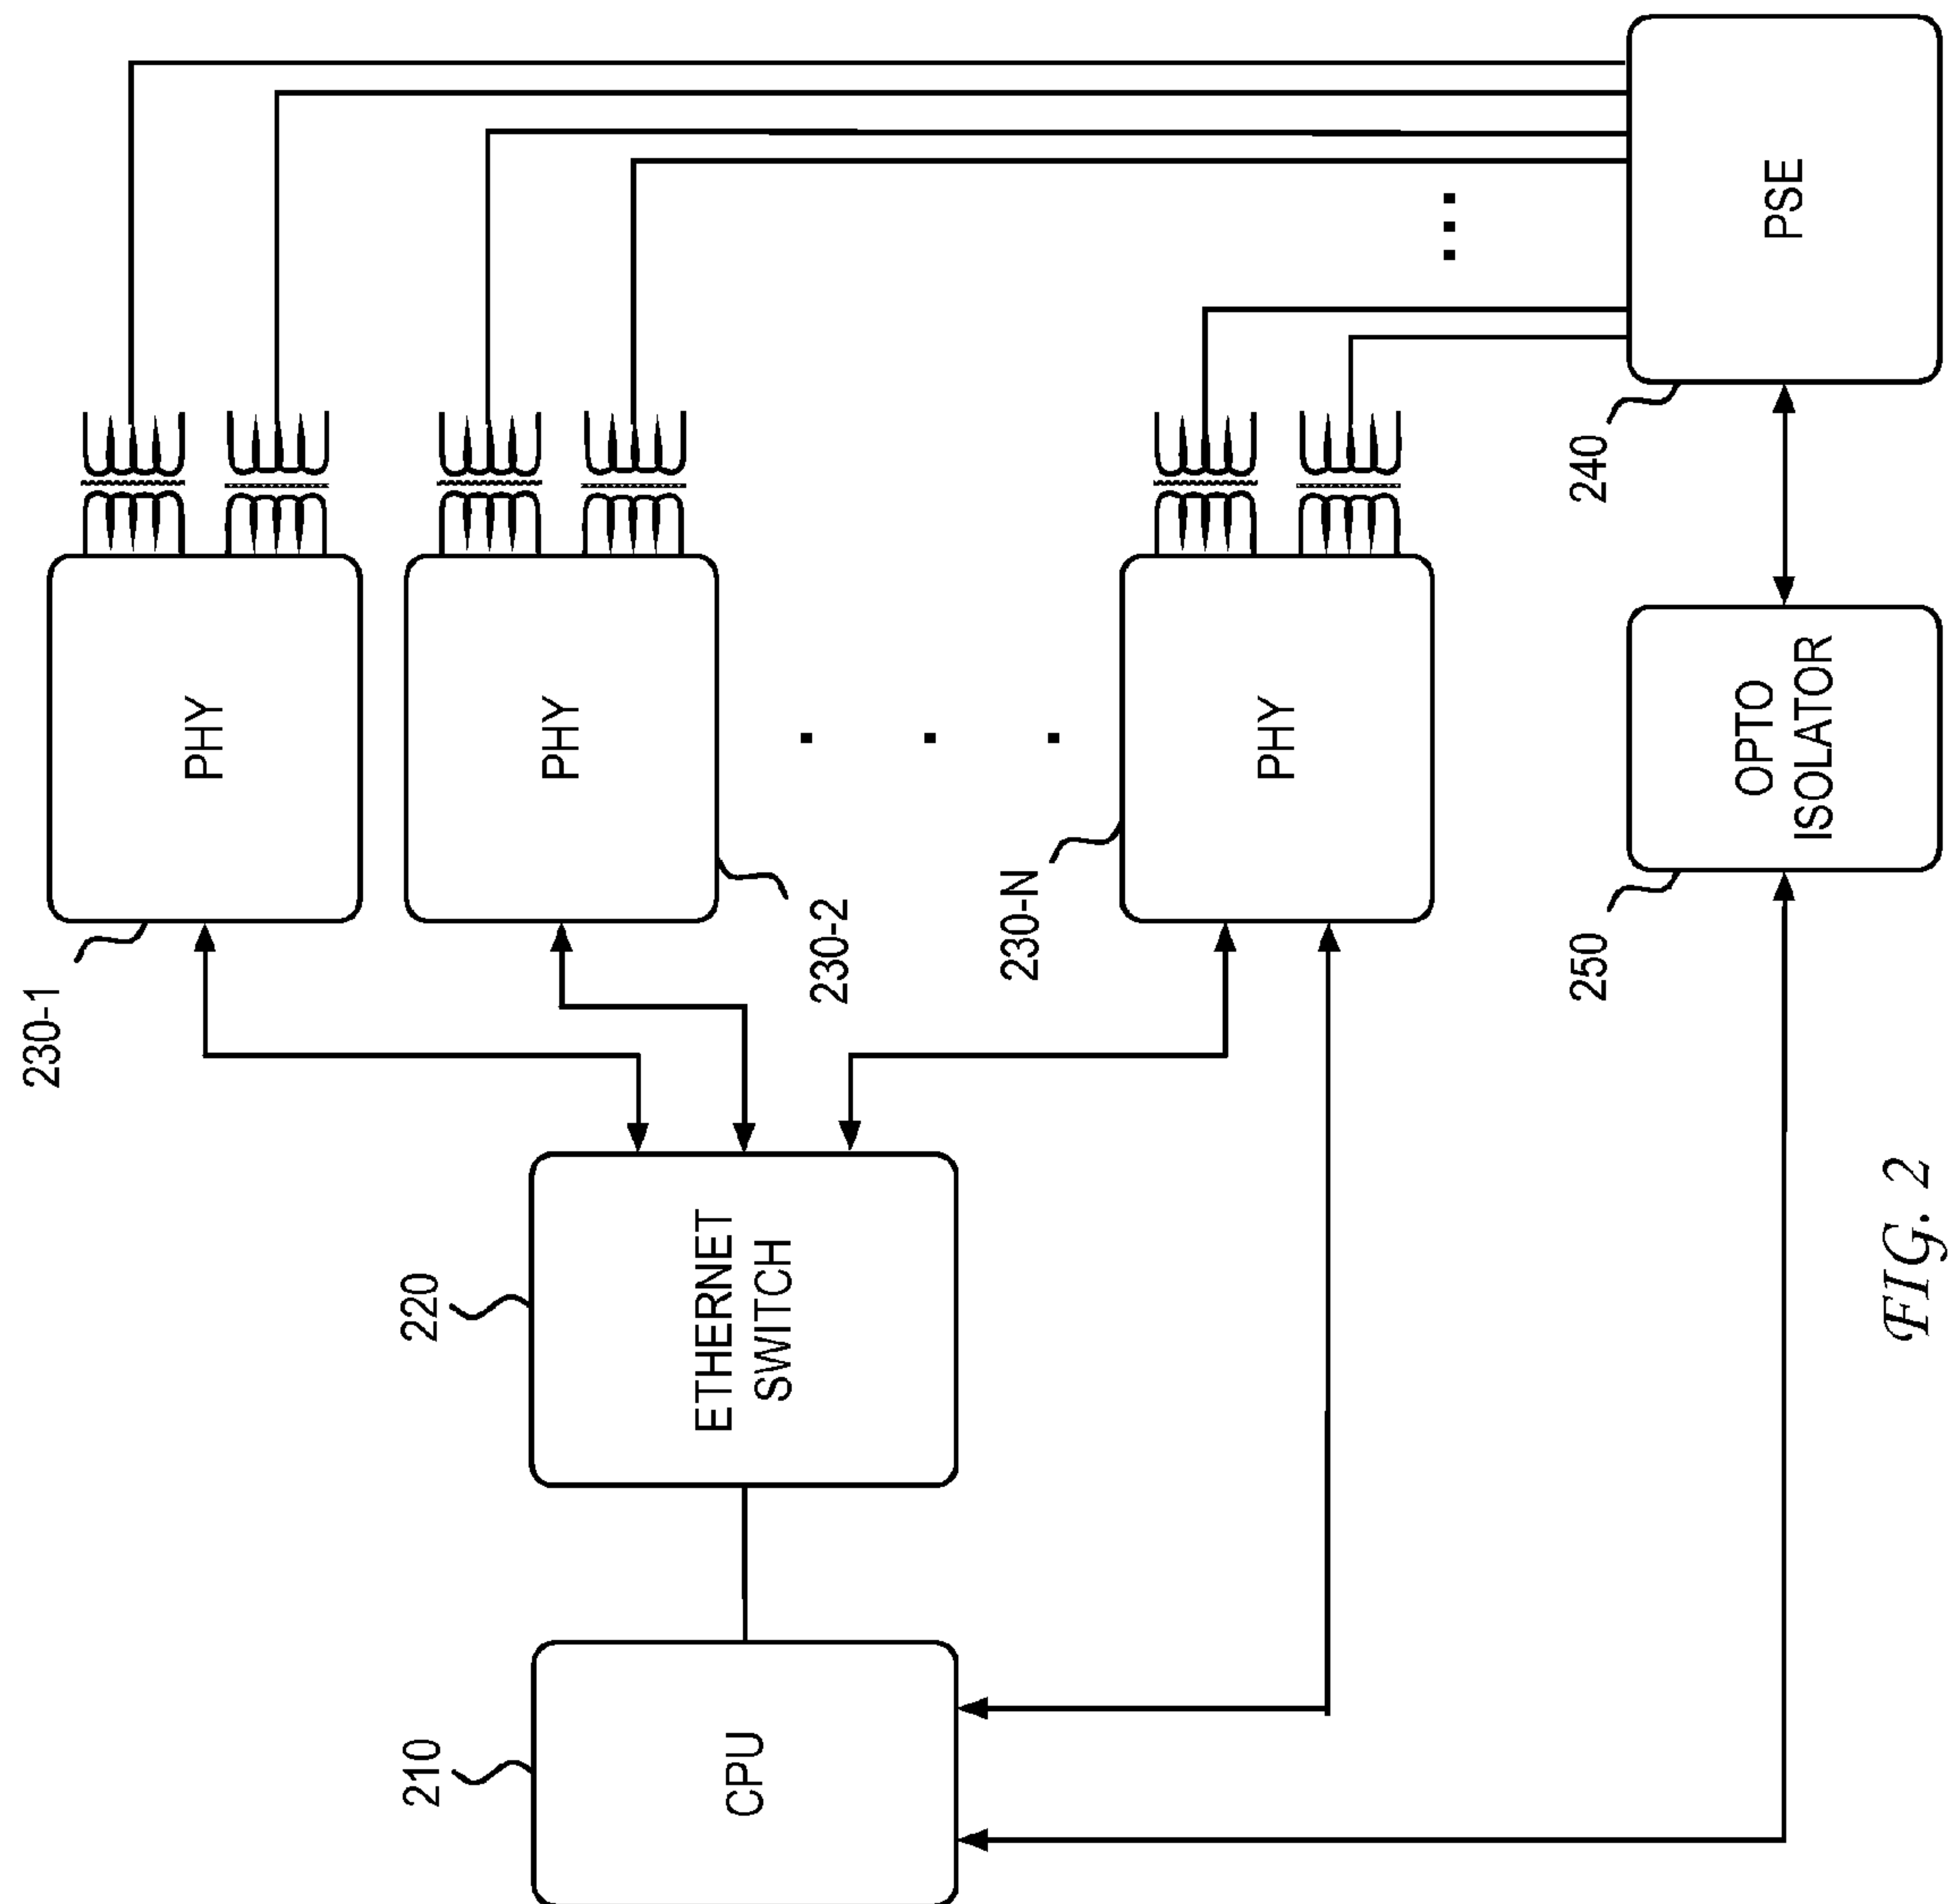 230-1
PHY
PHY
230-2
230-N
PHY
220
ETHERNET
SWITCH
210
CPU
240
PSE
250
OPTO
ISOLATOR
FIG. 2